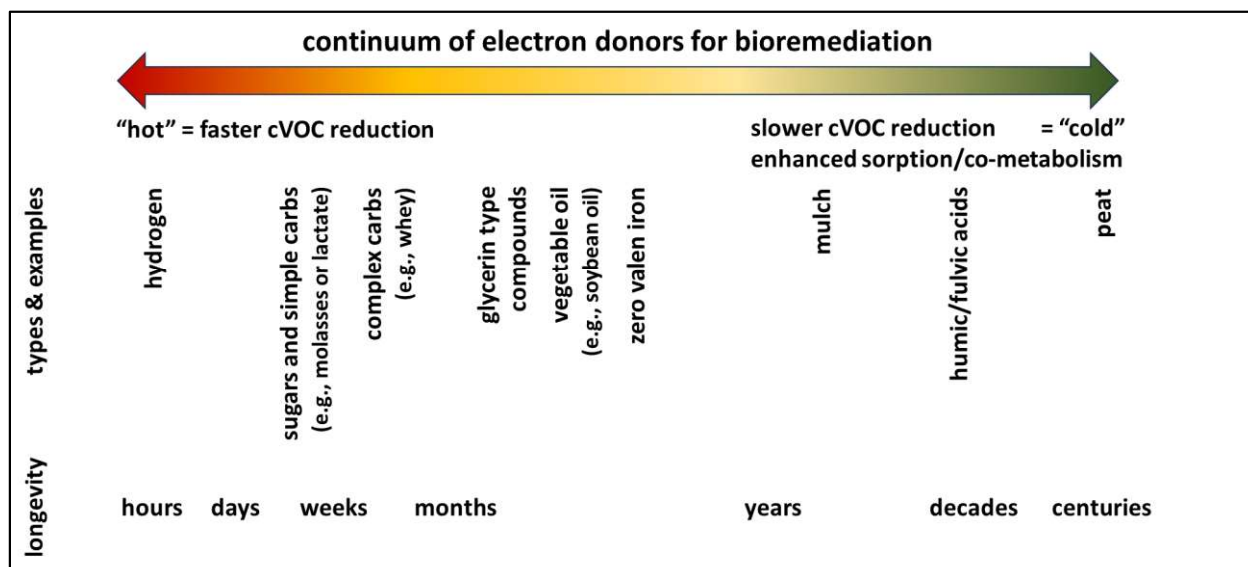 continuum of electron donors for bioremediation
"hot" = faster cVOC reduction
slower cVOC reduction = "cold"
enhanced sorption/co-metabolism
types & examples
hydrogen
sugars and simple carbs
(e.g., molasses or lactate)
complex carbs
(e.g., whey)
glycerin type
compounds
vegetable oil
(e.g., soybean oil)
zero valen iron
mulch
humic/fulvic acids
peat
longevity
hours days weeks months years decades centuries